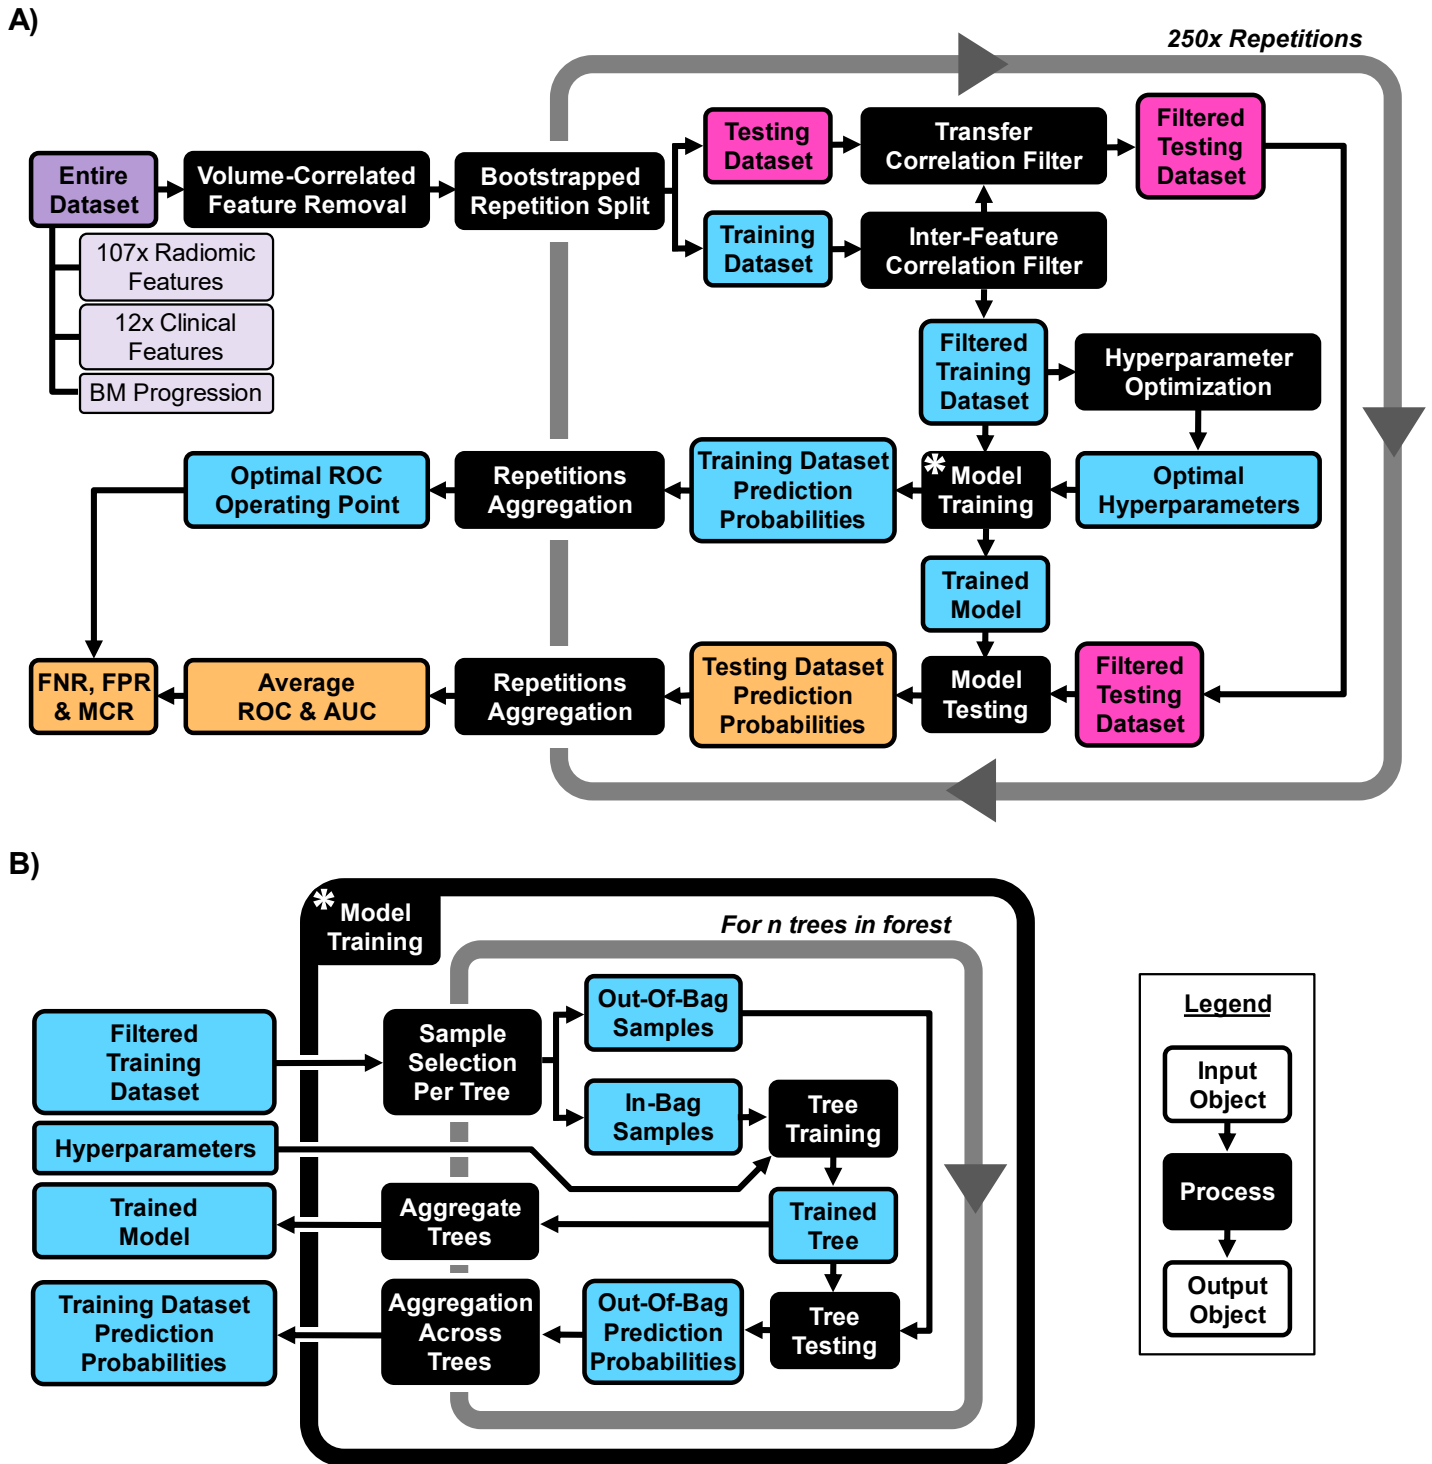 A)
250x Repetitions
Entire
Dataset
107x Radiomic
Features
12x Clinical
Features
BM Progression
Volume-Correlated
Feature Removal
Bootstrapped
Repetition Split
Testing
Dataset
Transfer
Correlation Filter
Filtered
Testing
Dataset
Training
Dataset
Inter-Feature
Correlation Filter
Filtered
Training
Dataset
Hyperparameter
Optimization
Optimal ROC
Operating Point
Repetitions
Aggregation
Training Dataset
Prediction
Probabilities
* Model
Training
Optimal
Hyperparameters
Trained
Model
FNR, FPR
& MCR
Average
ROC & AUC
Repetitions
Aggregation
Testing Dataset
Prediction
Probabilities
Model
Testing
Filtered
Testing
Dataset
B)
* Model
Training
For n trees in forest
Filtered
Training
Dataset
Sample
Selection
Per Tree
Out-Of-Bag
Samples
In-Bag
Samples
Tree
Training
Hyperparameters
Trained
Model
Aggregate
Trees
Trained
Tree
Training Dataset
Prediction
Probabilities
Aggregation
Across
Trees
Out-Of-Bag
Prediction
Probabilities
Tree
Testing
Legend
Input
Object
Process
Output
Object